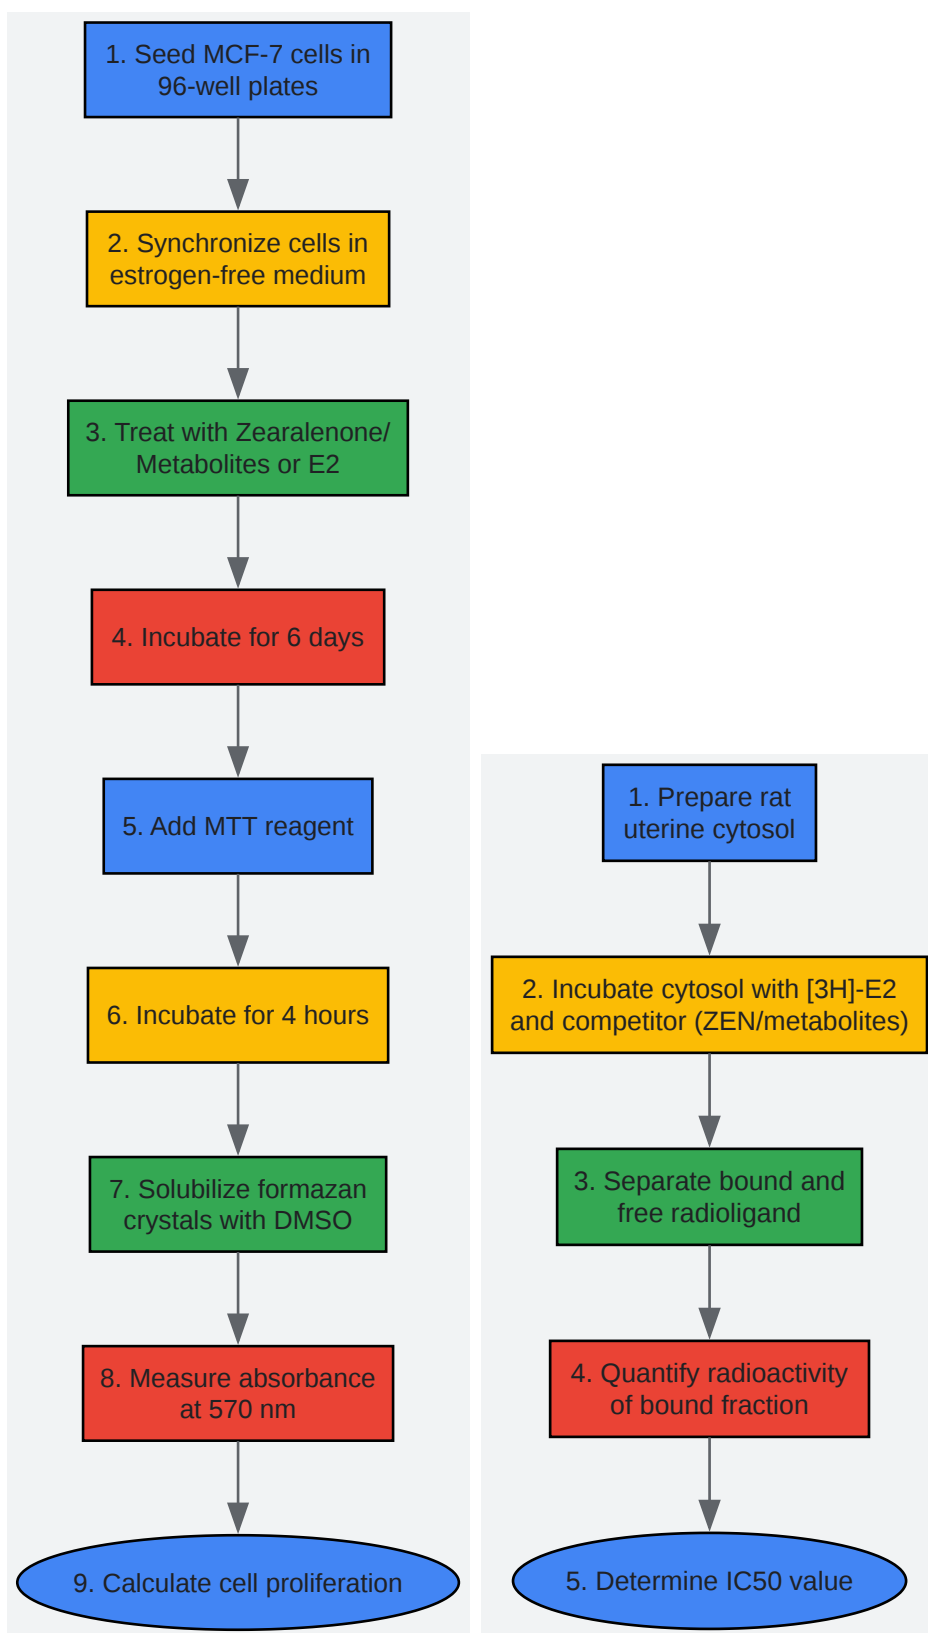 1. Seed MCF-7 cells in
96-well plates
2. Synchronize cells in
estrogen-free medium
3. Treat with Zearalenone/
Metabolites or E2
4. Incubate for 6 days
5. Add MTT reagent
6. Incubate for 4 hours
7. Solubilize formazan
crystals with DMSO
8. Measure absorbance
at 570 nm
9. Calculate cell proliferation
1. Prepare rat
uterine cytosol
2. Incubate cytosol with [3H]-E2
and competitor (ZEN/metabolites)
3. Separate bound and
free radioligand
4. Quantify radioactivity
of bound fraction
5. Determine IC50 value